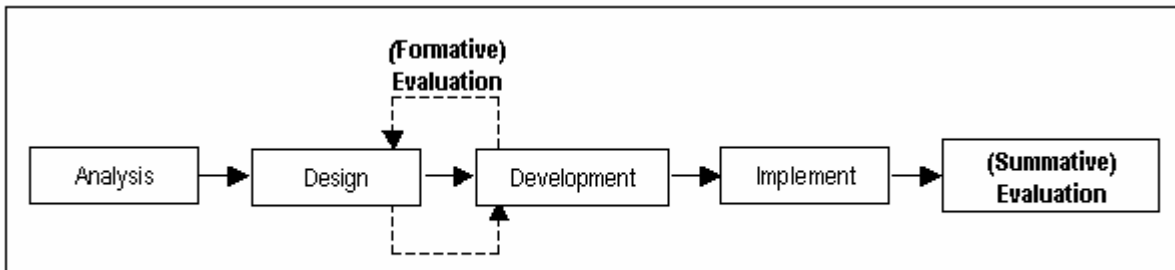 (Formative)
Evaluation
Analysis
Design
Development
Implement
(Summative)
Evaluation